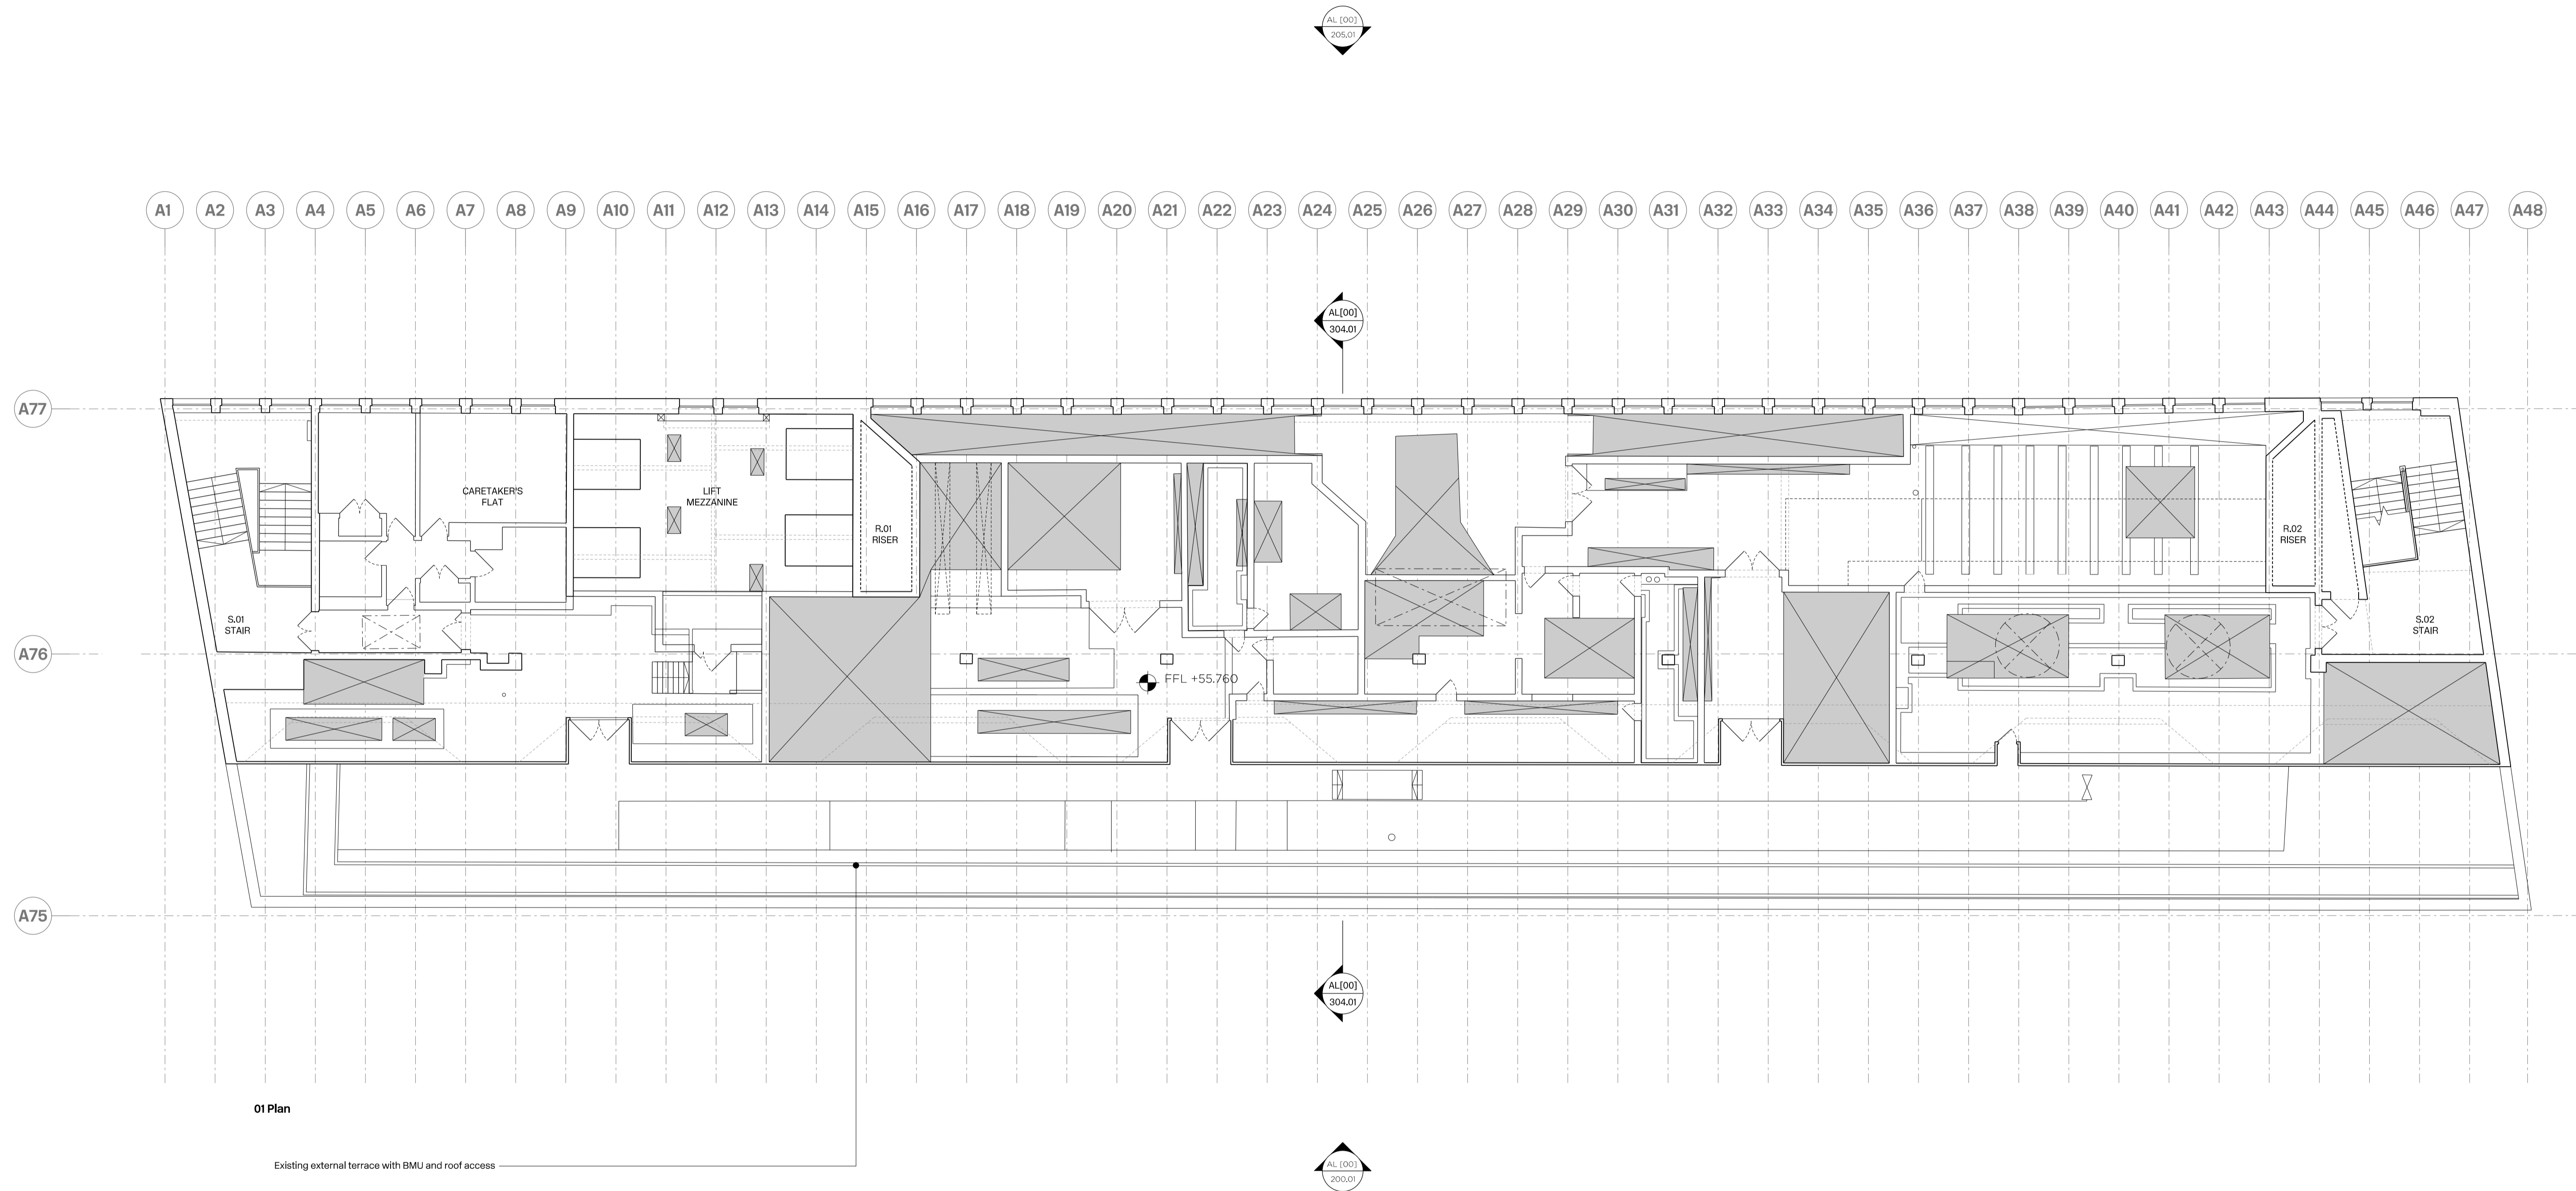 AL [00]
205.01
A1 A2 A3 A4 A5 A6 A7 A8 A9 A10 A11 A12 A13 A14 A15 A16 A17 A18 A19 A20 A21 A22 A23 A24 A25 A26 A27 A28 A29 A30 A31 A32 A33 A34 A35 A36 A37 A38 A39 A40 A41 A42 A43 A44 A45 A46 A47 A48
AL[00]
304.01
A77
CARETAKER'S
FLAT
LIFT
MEZZANINE
R.01
RISER
R.02
RISER
S.01
STAIR
S.02
STAIR
A76
FFL +55.760
A75
AL[00]
304.01
01 Plan
Existing external terrace with BMU and roof access
AL [00]
200.01